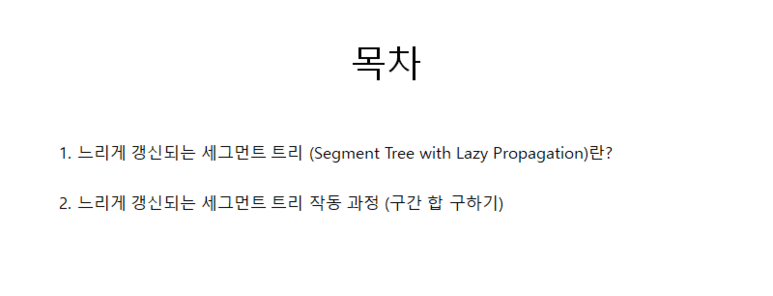 목차
1. 느리게 갱신되는 세그먼트 트리 (Segment Tree with Lazy Propagation)란?
2. 느리게 갱신되는 세그먼트 트리 작동 과정 (구간 합 구하기)